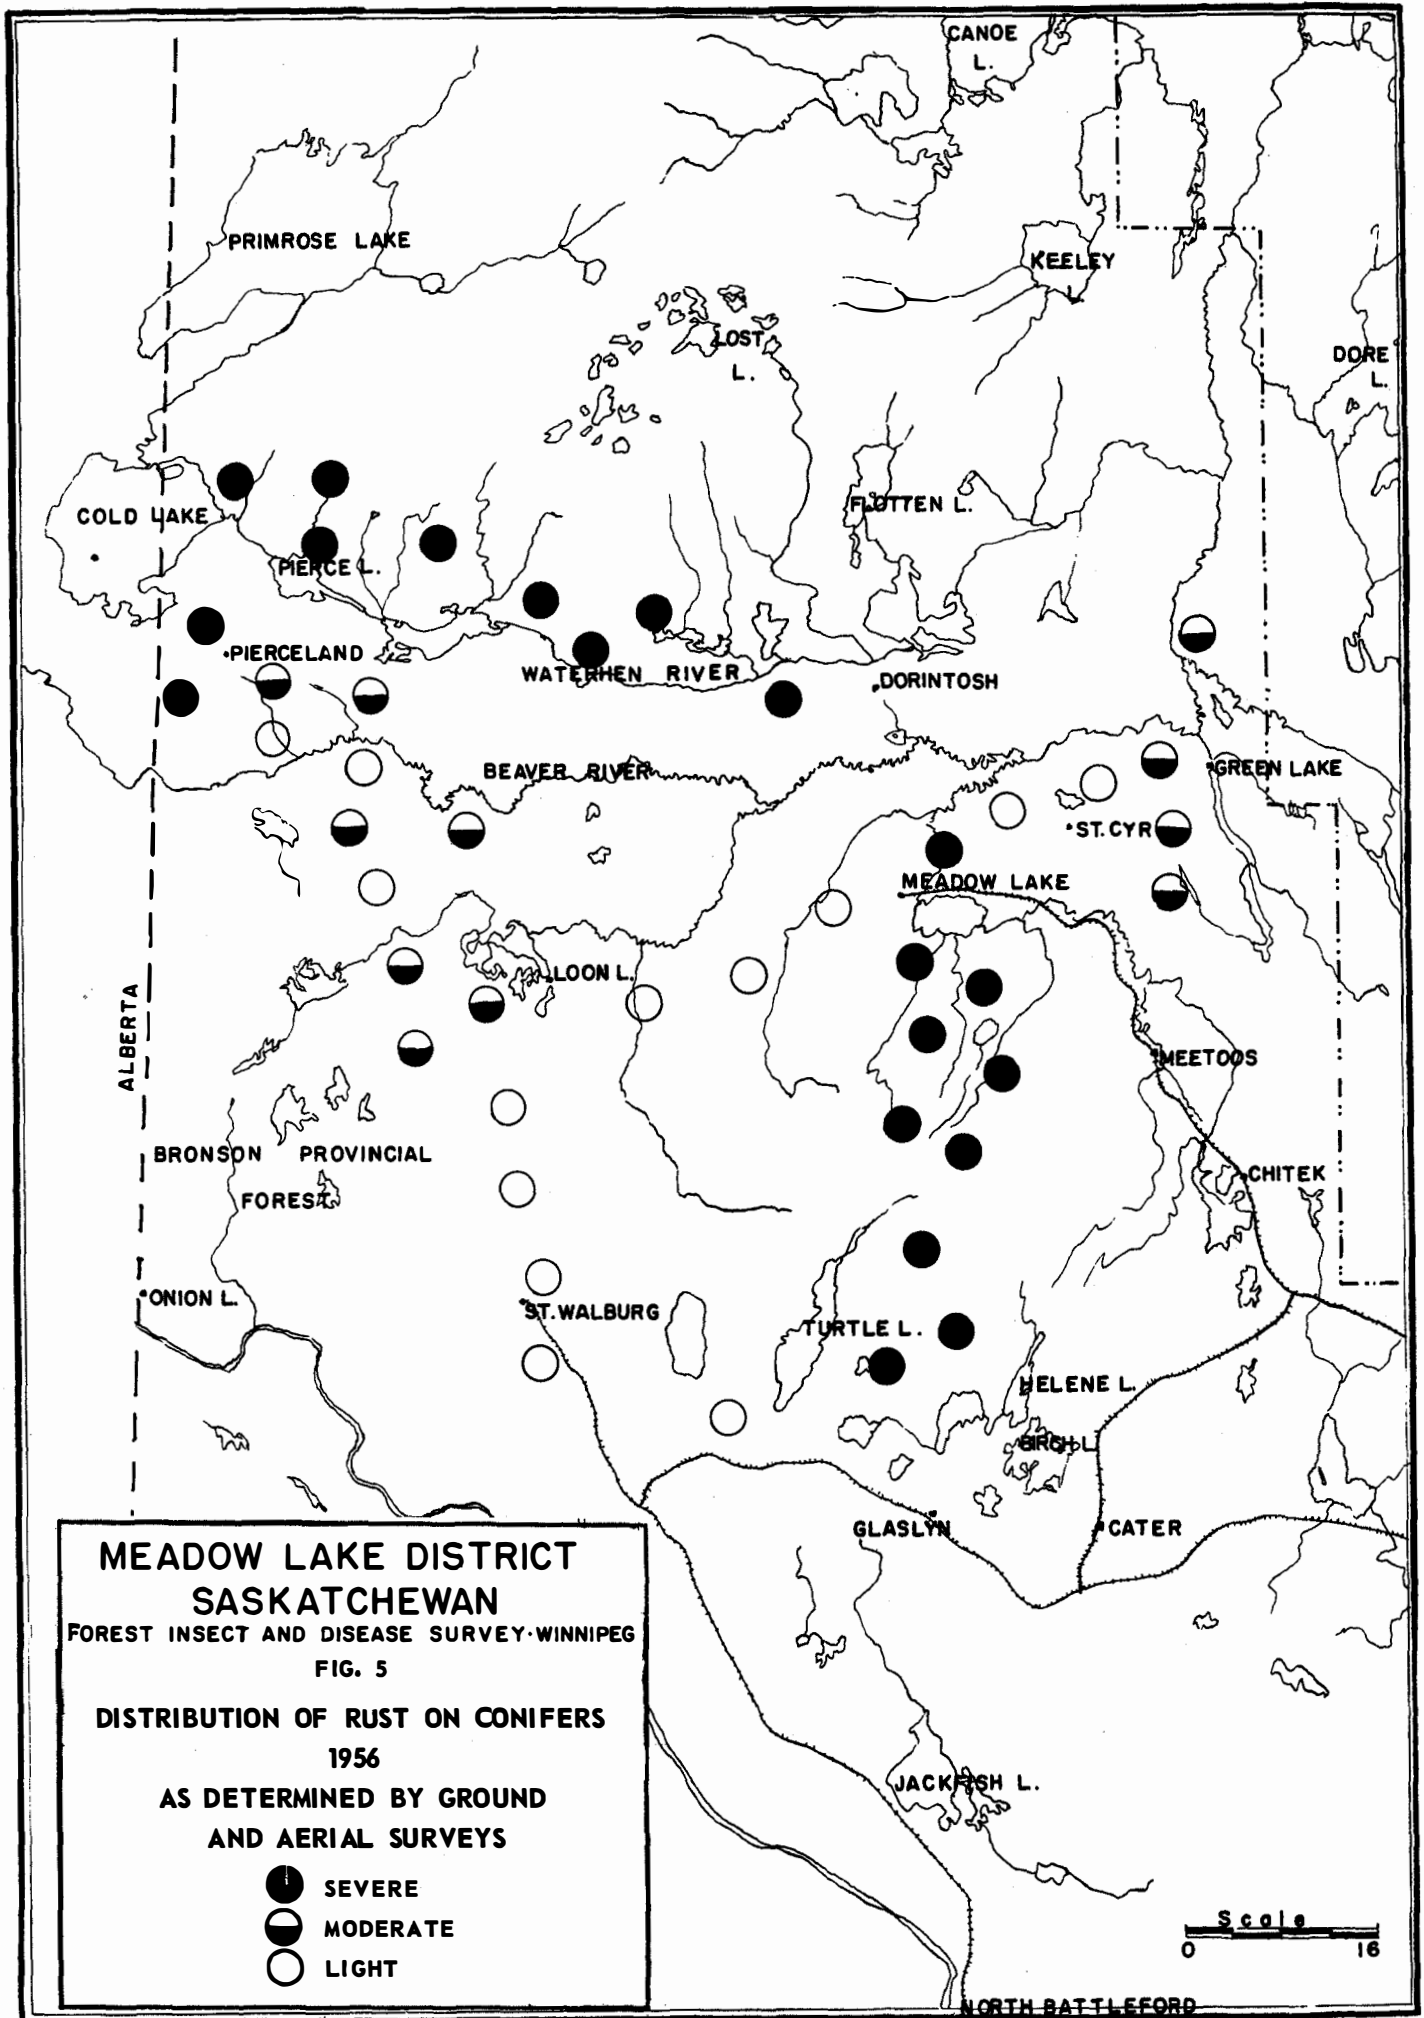 CANOE
L.
PRIMROSE LAKE
KEELEY
L
LOST
L.
DORE
L.
COLD LAKE
FLOTTEN L.
PIERCE L.
PIERCELAND
WATERHEN RIVER
DORINTOSH
BEAVER RIVER
GREEN LAKE
ST. CYR
MEADOW LAKE
LOON L.
ALBERTA
MEETOOS
BRONSON PROVINCIAL
FOREST
CHITEK
ONION L.
ST. WALBURG
TURTLE L.
HELENE L.
BIRCH L
GLASLYN
CATER
MEADOW LAKE DISTRICT
SASKATCHEWAN
FOREST INSECT AND DISEASE SURVEY·WINNIPEG
FIG. 5
DISTRIBUTION OF RUST ON CONIFERS
1956
AS DETERMINED BY GROUND
AND AERIAL SURVEYS
SEVERE
MODERATE
LIGHT
JACKFISH L.
Scale
0 16
NORTH BATTLEFORD